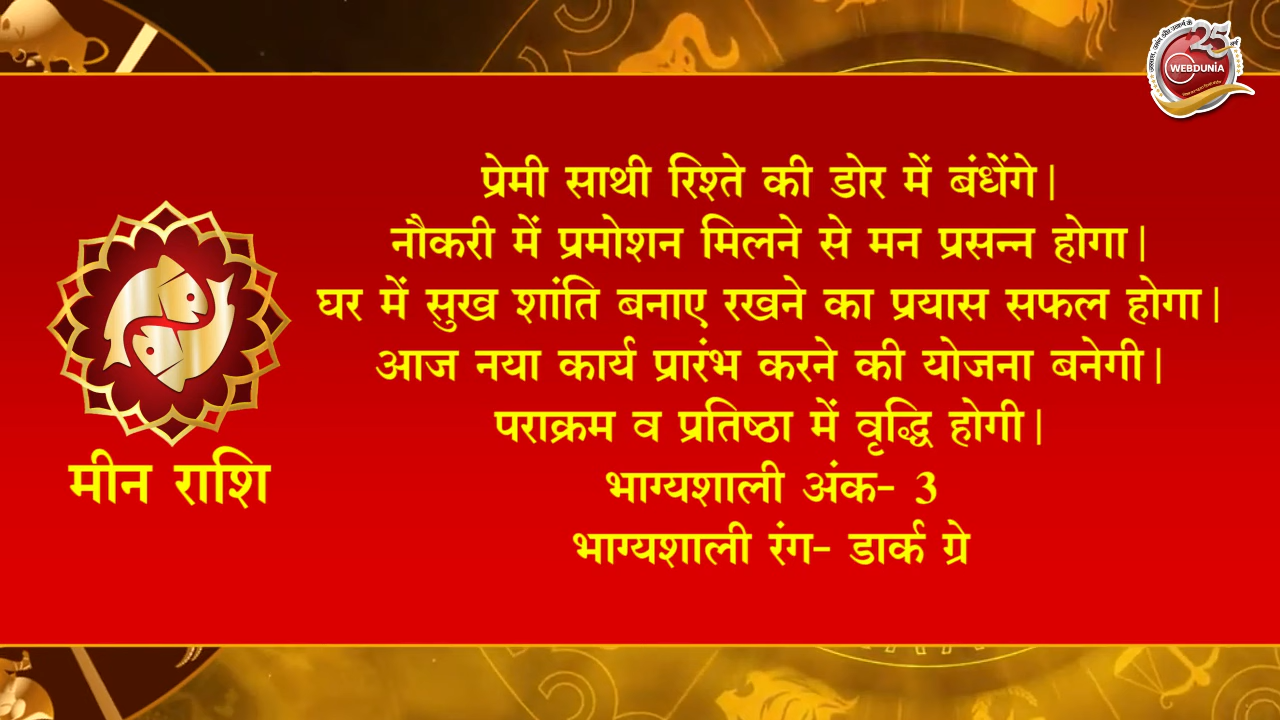 प्रेमी साथी रिश्ते की डोर में बंधेंगे|
नौकरी में प्रमोशन मिलने से मन प्रसन्न होगा|
घर में सुख शांति बनाए रखने का प्रयास सफल होगा|
आज नया कार्य प्रारंभ करने की योजना बनेगी|
पराक्रम व प्रतिष्ठा में वृद्धि होगी|
भाग्यशाली अंक- 3
भाग्यशाली रंग- डार्क ग्रे
मीन राशि
25
WEBDUNIA